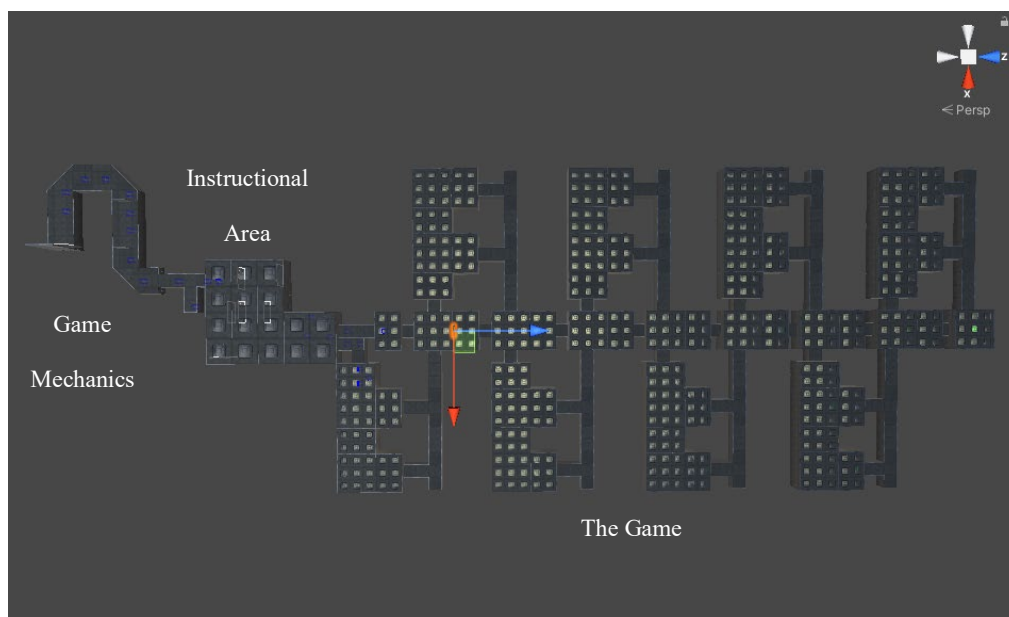 z
x
Persp
Instructional
Area
Game
Mechanics
The Game